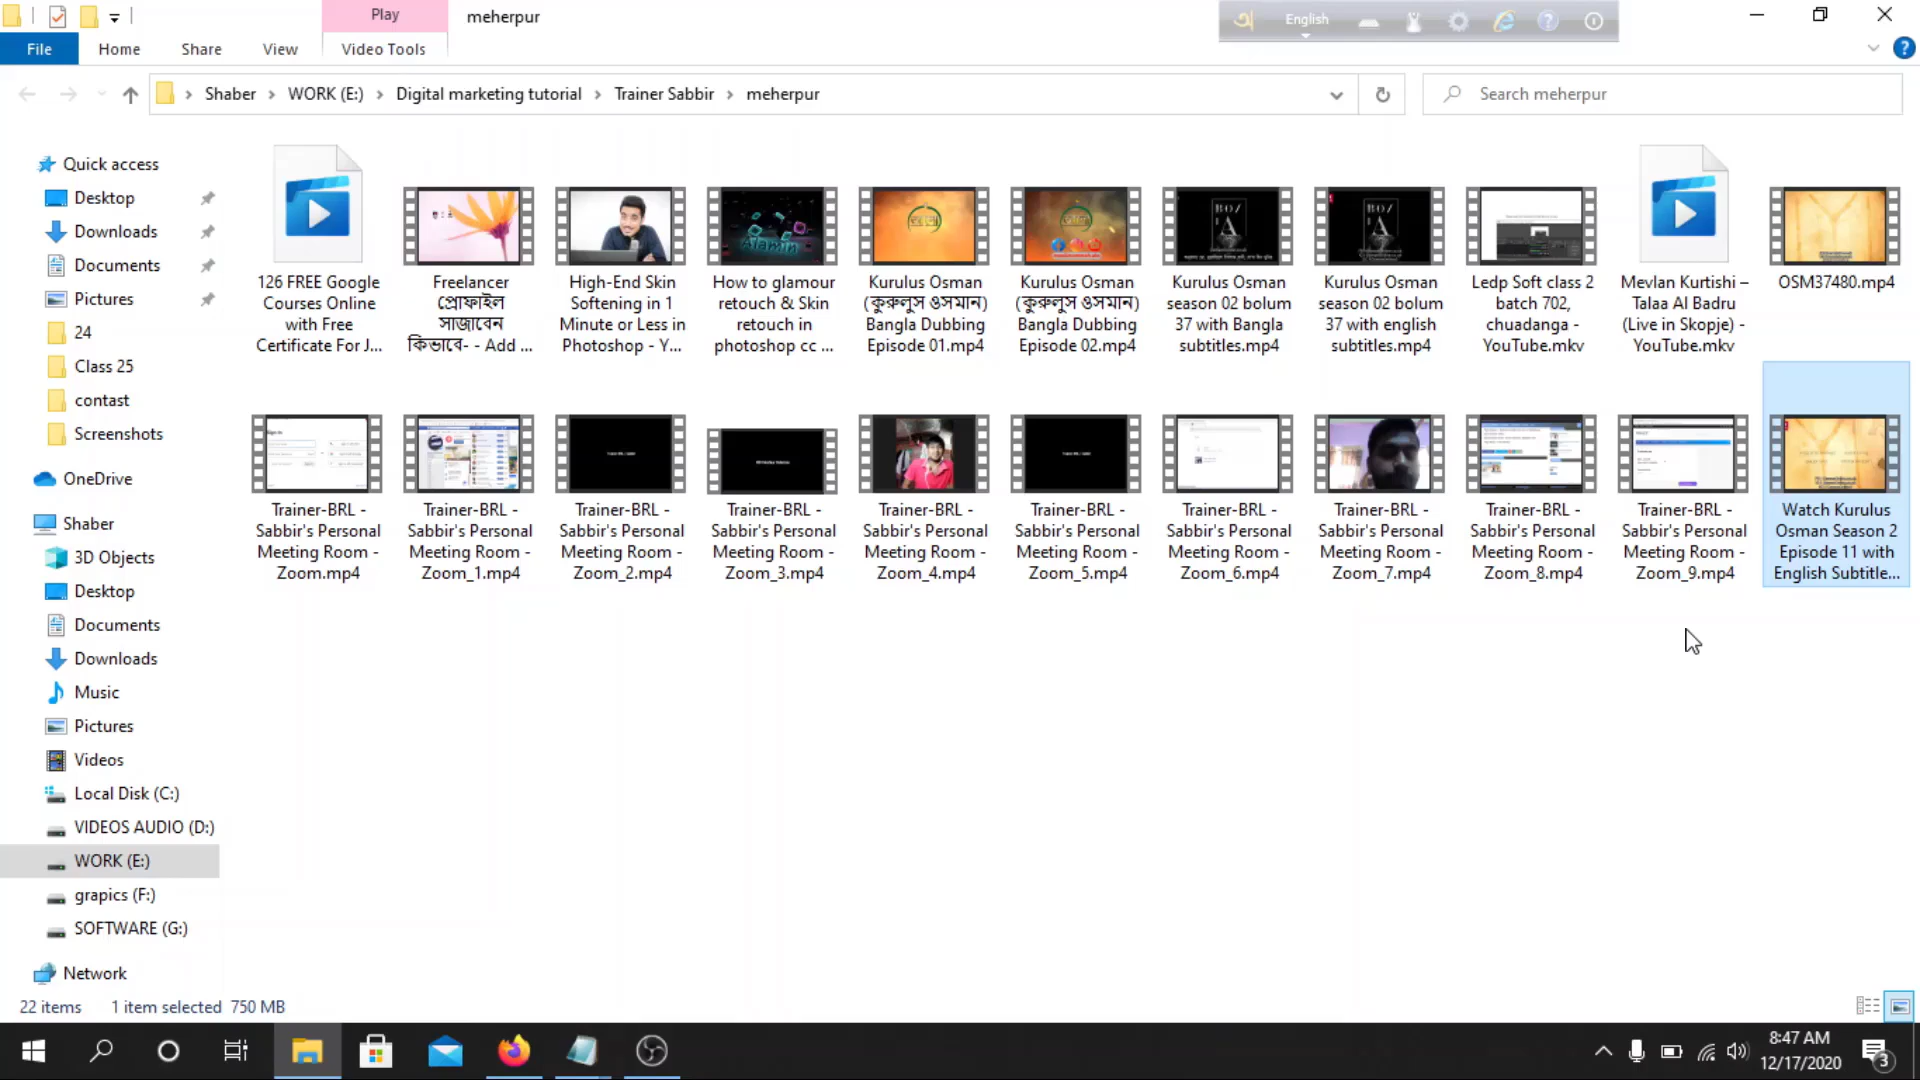 Play
meherpur
English
File
Home
Share
View
Video Tools
Shaber
WORK (E:)
Digital marketing tutorial
Trainer Sabbir
meherpur
Search meherpur
Quick access
Desktop
Downloads
Documents
Pictures
24
Class 25
contast
Screenshots
OneDrive
Shaber
3D Objects
Desktop
Documents
Downloads
Music
Pictures
Videos
Local Disk (C:)
VIDEOS AUDIO (D:)
WORK (E:)
grapics (F:)
SOFTWARE (G:)
Network
126 FREE Google
Courses Online
with Free
Certificate For J...
Freelancer
প্রোফাইল
সাজাবেন
কিভাবে- - Add ...
High-End Skin
Softening in 1
Minute or Less in
Photoshop - Y...
How to glamour
retouch & Skin
retouch in
photoshop cc ...
Kurulus Osman
(কুরুলুস ওসমান)
Bangla Dubbing
Episode 01.mp4
Kurulus Osman
(কুরুলুস ওসমান)
Bangla Dubbing
Episode 02.mp4
Kurulus Osman
season 02 bolum
37 with Bangla
subtitles.mp4
Kurulus Osman
season 02 bolum
37 with english
subtitles.mp4
Ledp Soft class 2
batch 702,
chuadanga -
YouTube.mkv
Mevlan Kurtishi –
Talaa Al Badru
(Live in Skopje) -
YouTube.mkv
OSM37480.mp4
Trainer-BRL -
Sabbir's Personal
Meeting Room -
Zoom.mp4
Trainer-BRL -
Sabbir's Personal
Meeting Room -
Zoom_1.mp4
Trainer-BRL -
Sabbir's Personal
Meeting Room -
Zoom_2.mp4
Trainer-BRL -
Sabbir's Personal
Meeting Room -
Zoom_3.mp4
Trainer-BRL -
Sabbir's Personal
Meeting Room -
Zoom_4.mp4
Trainer-BRL -
Sabbir's Personal
Meeting Room -
Zoom_5.mp4
Trainer-BRL -
Sabbir's Personal
Meeting Room -
Zoom_6.mp4
Trainer-BRL -
Sabbir's Personal
Meeting Room -
Zoom_7.mp4
Trainer-BRL -
Sabbir's Personal
Meeting Room -
Zoom_8.mp4
Trainer-BRL -
Sabbir's Personal
Meeting Room -
Zoom_9.mp4
Watch Kurulus
Osman Season 2
Episode 11 with
English Subtitle...
22 items
1 item selected 750 MB
8:47 AM
12/17/2020
3